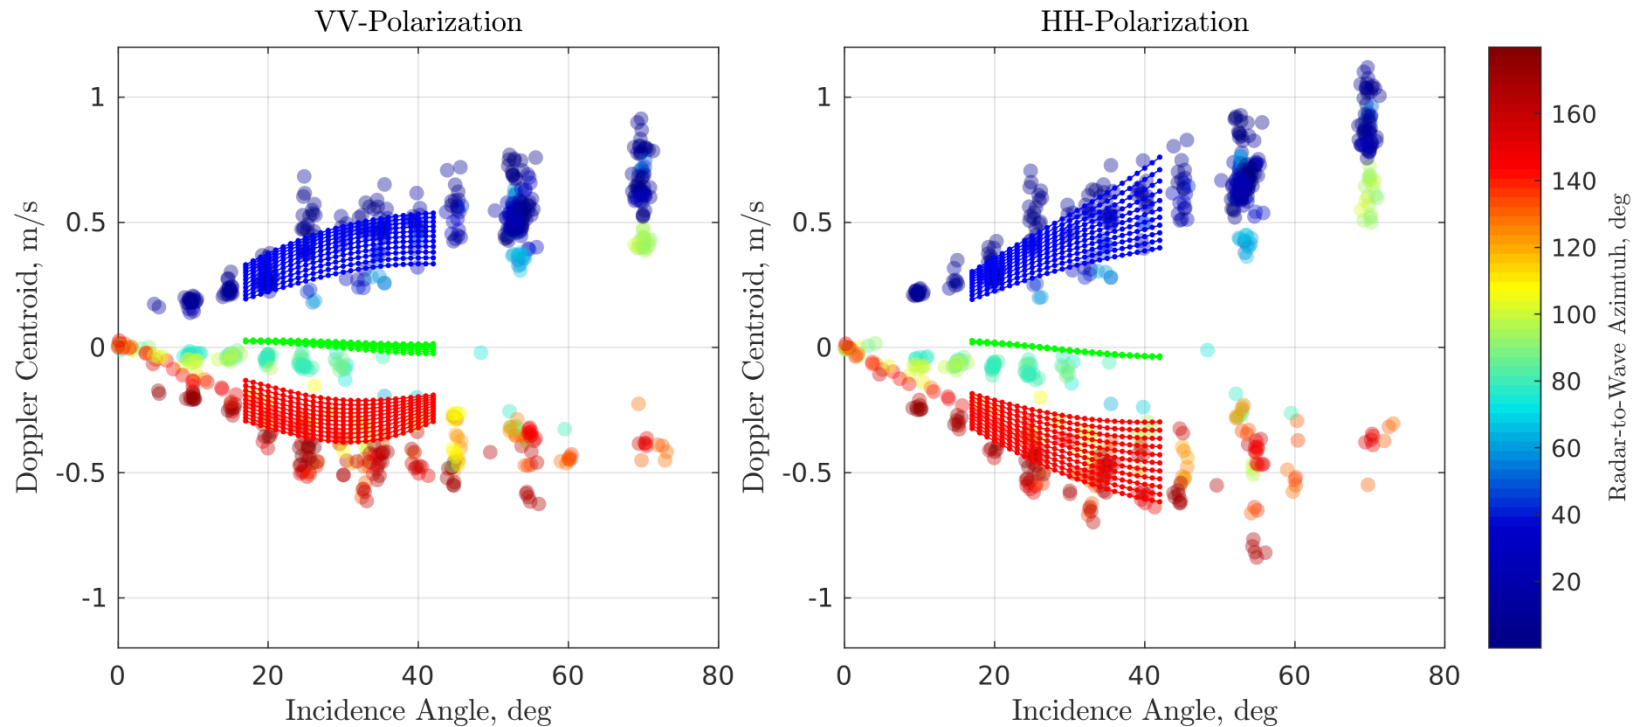 VV-Polarization
HH-Polarization
1
0.5
0
-0.5
-1
0 20 40 60 80
Doppler Centroid, m/s
Incidence Angle, deg
1
0.5
0
-0.5
-1
0 20 40 60 80
Doppler Centroid, m/s
Incidence Angle, deg
160
140
120
100
80
60
40
20
Radar-to-Wave Azimtuh, deg